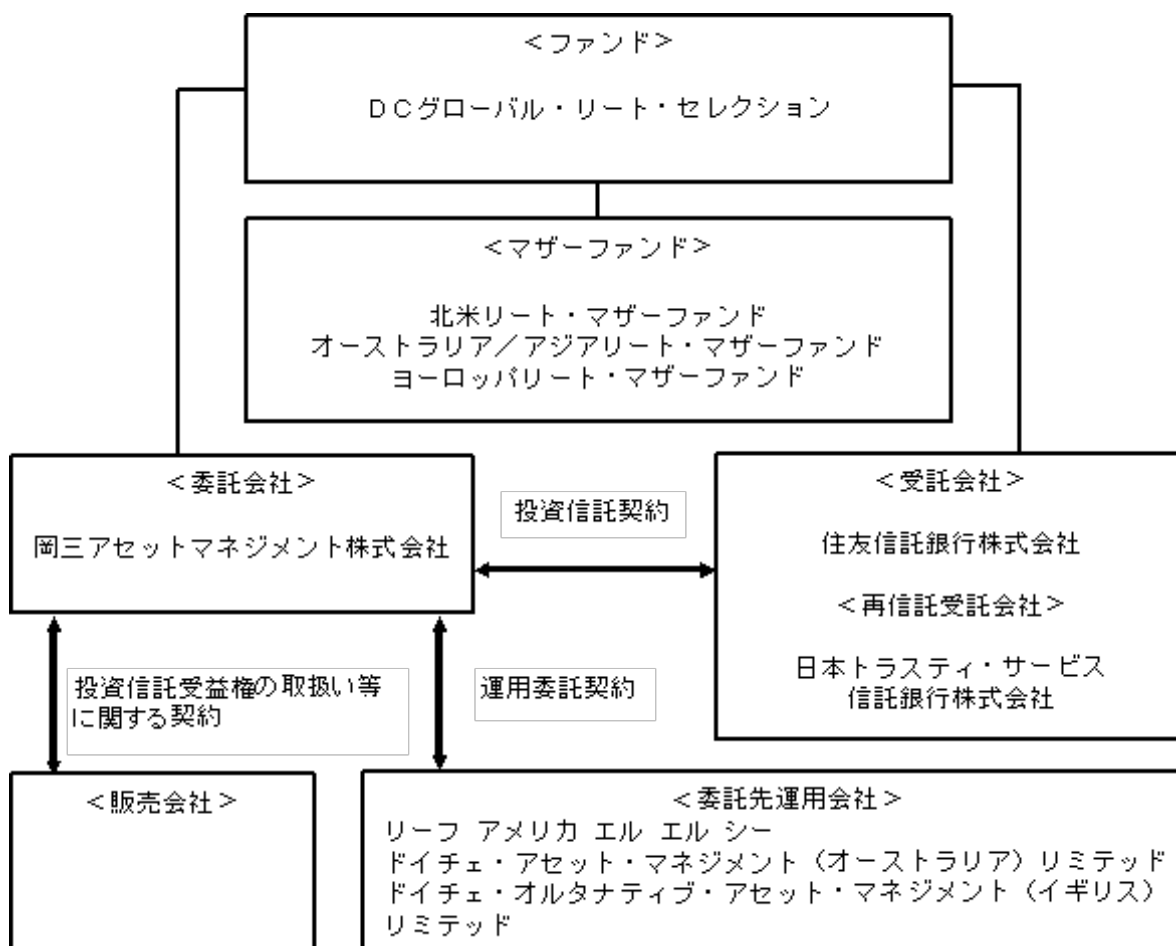 ＜ファンド＞
ＤＣグローバル・リート・セレクション
＜マザーファンド＞
北米リート・マザーファンド
オーストラリア／アジアリート・マザーファンド
ヨーロッパリート・マザーファンド
＜委託会社＞
岡三アセットマネジメント株式会社
投資信託契約
＜受託会社＞
住友信託銀行株式会社
＜再信託受託会社＞
日本トラスティ・サービス
信託銀行株式会社
投資信託受益権の取扱い等
に関する契約
運用委託契約
＜販売会社＞
＜委託先運用会社＞
リーフ アメリカ エル エル シー
ドイチェ・アセット・マネジメント（オーストラリア）リミテッド
ドイチェ・オルタナティブ・アセット・マネジメント（イギリス）
リミテッド